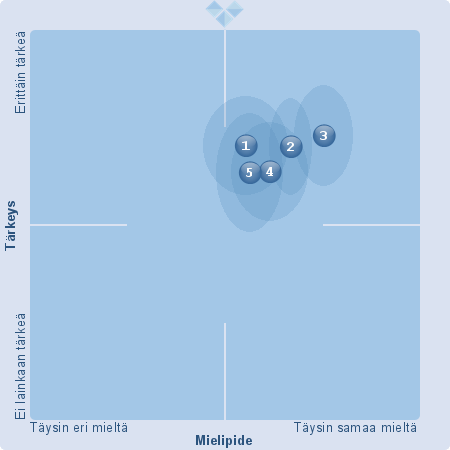 Erittäin tärkeä
Tärkeys
Ei lainkaan tärkeä
1
2
3
4
5
Täysin eri mieltä
Täysin samaa mieltä
Mielipide